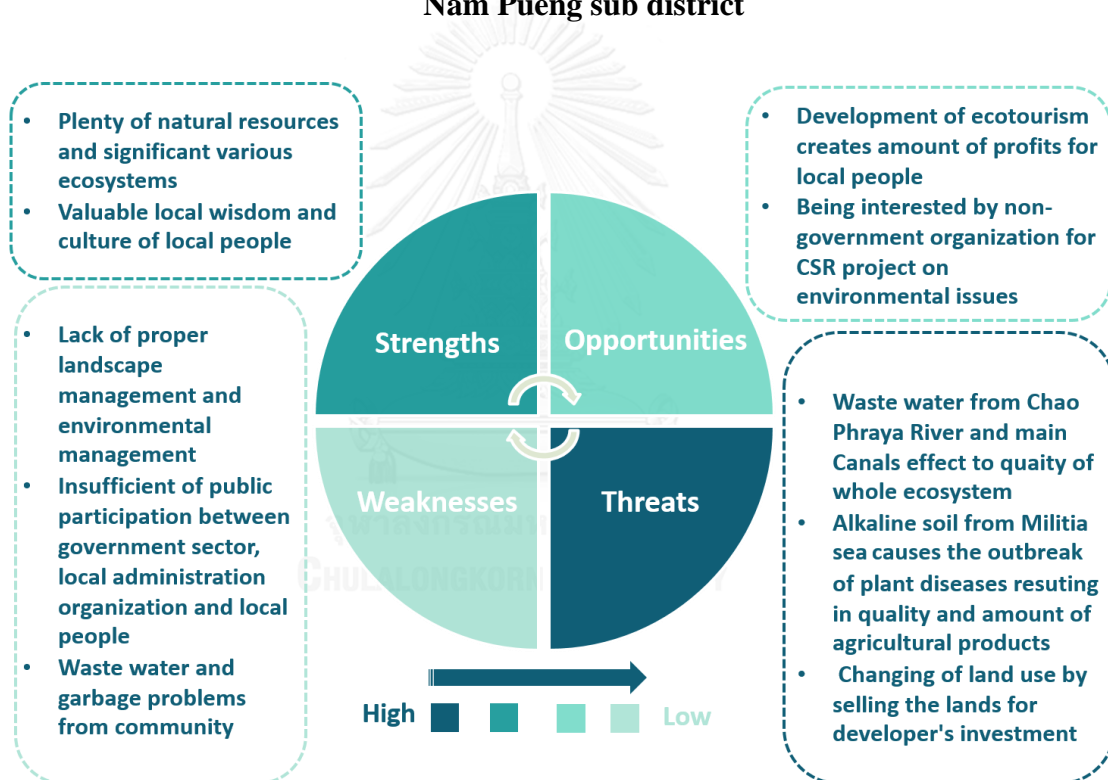 Nam Pueng sub district
• Plenty of natural resources
and significant various
ecosystems
• Valuable local wisdom and
culture of local people
• Development of ecotourism
creates amount of profits for
local people
• Being interested by non-
government organization for
CSR project on
environmental issues
Strengths
Opportunities
• Lack of proper
landscape
management and
environmental
management
• Insufficient of public
participation between
government sector,
local administration
organization and local
people
• Waste water and
garbage problems
from community
Weaknesses
Threats
• Waste water from Chao
Phraya River and main
Canals effect to quaity of
whole ecosystem
• Alkaline soil from Militia
sea causes the outbreak
of plant diseases resuting
in quality and amount of
agricultural products
• Changing of land use by
selling the lands for
developer's investment
CHULALONGKORN
High
Low